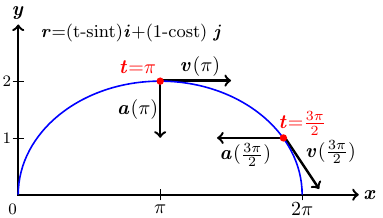 y
r=(t-sint)i+(1-cost) j
t=π v(π)
2
a(π)
t=3π/2
1
a(3π/2) v(3π/2)
x
0 π 2π